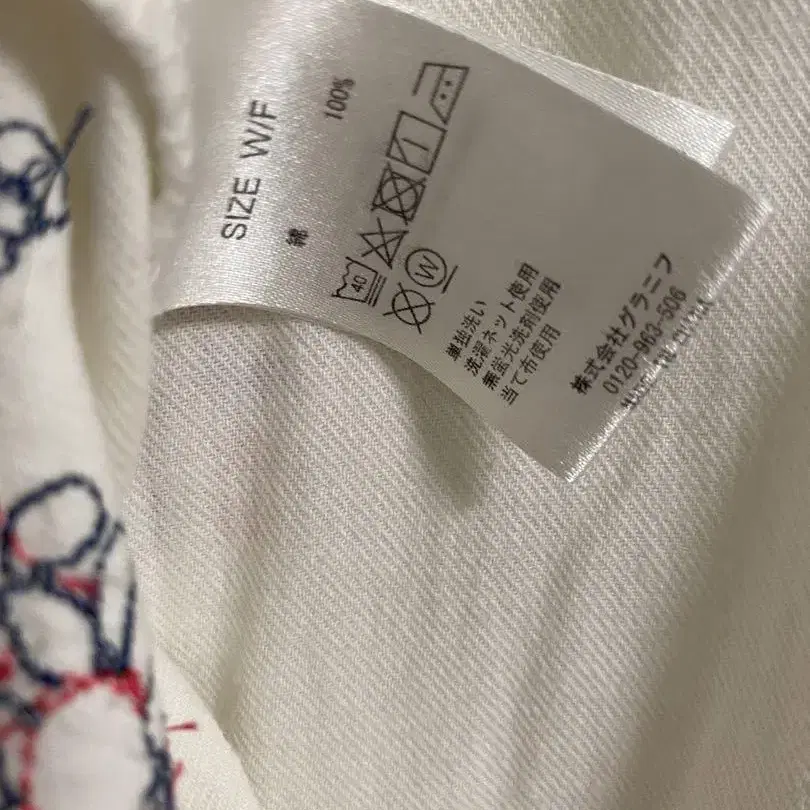 SIZE W/F
綿 100%
40
W
単独洗い
洗濯ネット使用
無蛍光洗剤使用
当て布使用
株式会社グラニフ
0120-963-506